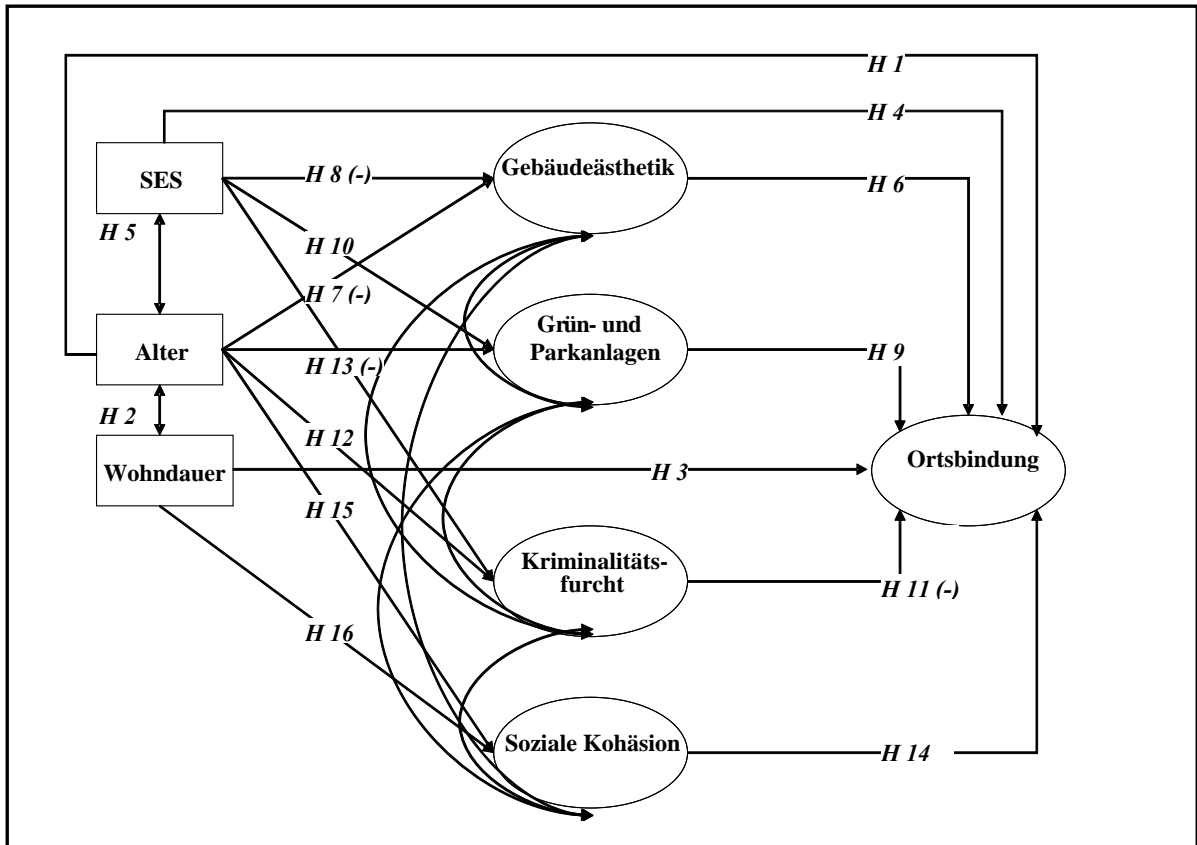 H 1
H 4
SES
H 8 (-)
Gebäudeästhetik
H 6
H 5
H 10
H 7 (-)
Alter
H 13 (-)
Grün- und
Parkanlagen
H 9
H 2
H 12
Wohndauer
H 3
Ortsbindung
H 15
Kriminalitäts-
furcht
H 11 (-)
H 16
Soziale Kohäsion
H 14